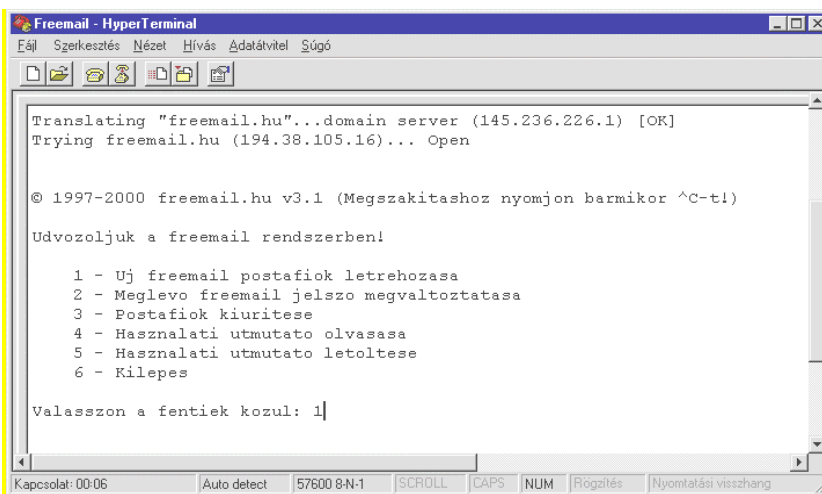 Freemail - HyperTerminal
Fájl Szerkesztés Nézet Hívás Adatátvitel Súgó
Translating "freemail.hu"...domain server (145.236.226.1) [OK]
Trying freemail.hu (194.38.105.16)... Open
© 1997-2000 freemail.hu v3.1 (Megszakitashoz nyomjon barmikor ^C-t!)
Udvozoljuk a freemail rendszerben!
1 - Uj freemail postafiok letrehozasa
2 - Meglevo freemail jelszo megvaltoztatasa
3 - Postafiok kiuritese
4 - Hasznalati utmutato olvasasa
5 - Hasznalati utmutato letoltese
6 - Kilepes
Valasszon a fentiek kozul: 1
Kapcsolat: 00:06 Auto detect 57600 8-N-1 SCROLL CAPS NUM Rögzítés Nyomtatási visszhang